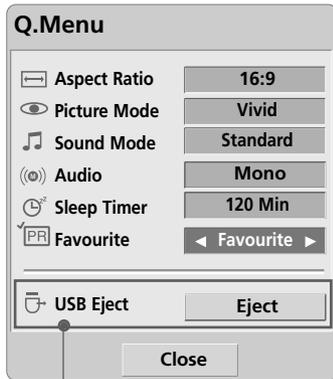 Q.Menu
Aspect Ratio 16:9
Picture Mode Vivid
Sound Mode Standard
Audio Mono
Sleep Timer 120 Min
PR Favourite ◄ Favourite ►
USB Eject Eject
Close